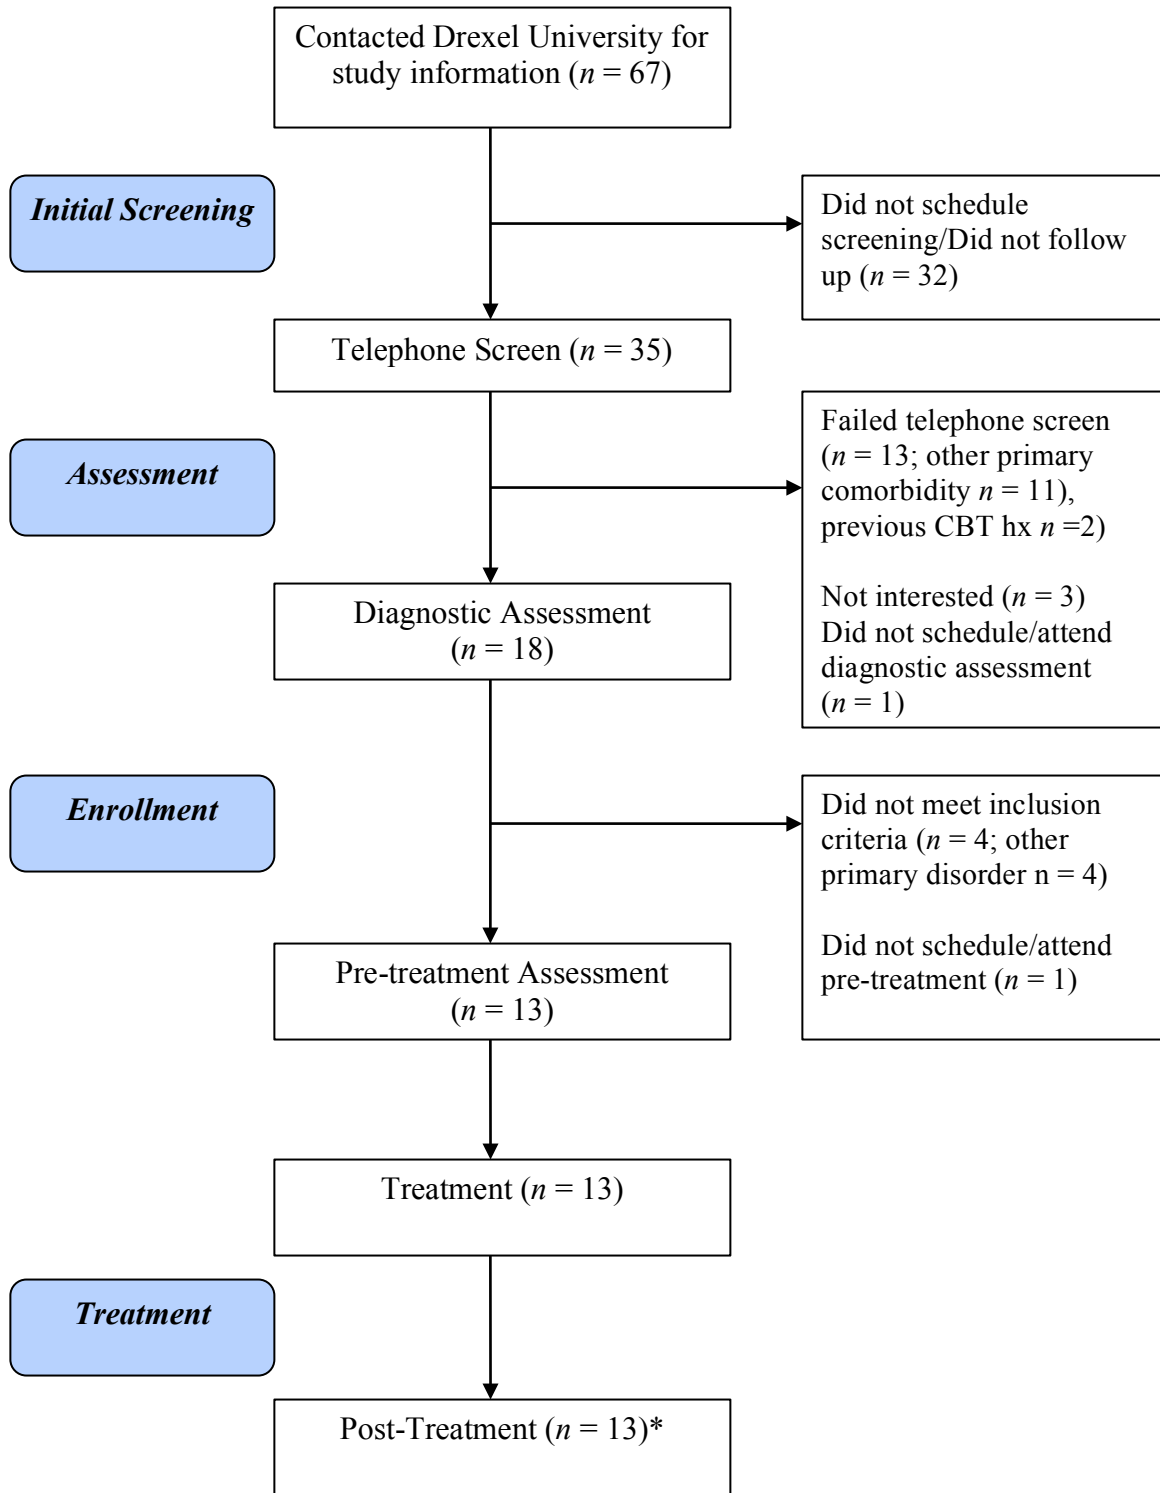 Contacted Drexel University for
study information (n = 67)
Initial Screening
Did not schedule
screening/Did not follow
up (n = 32)
Telephone Screen (n = 35)
Assessment
Failed telephone screen
(n = 13; other primary
comorbidity n = 11),
previous CBT hx n =2)
Not interested (n = 3)
Did not schedule/attend
diagnostic assessment
(n = 1)
Diagnostic Assessment
(n = 18)
Enrollment
Did not meet inclusion
criteria (n = 4; other
primary disorder n = 4)
Did not schedule/attend
pre-treatment (n = 1)
Pre-treatment Assessment
(n = 13)
Treatment (n = 13)
Treatment
Post-Treatment (n = 13)*